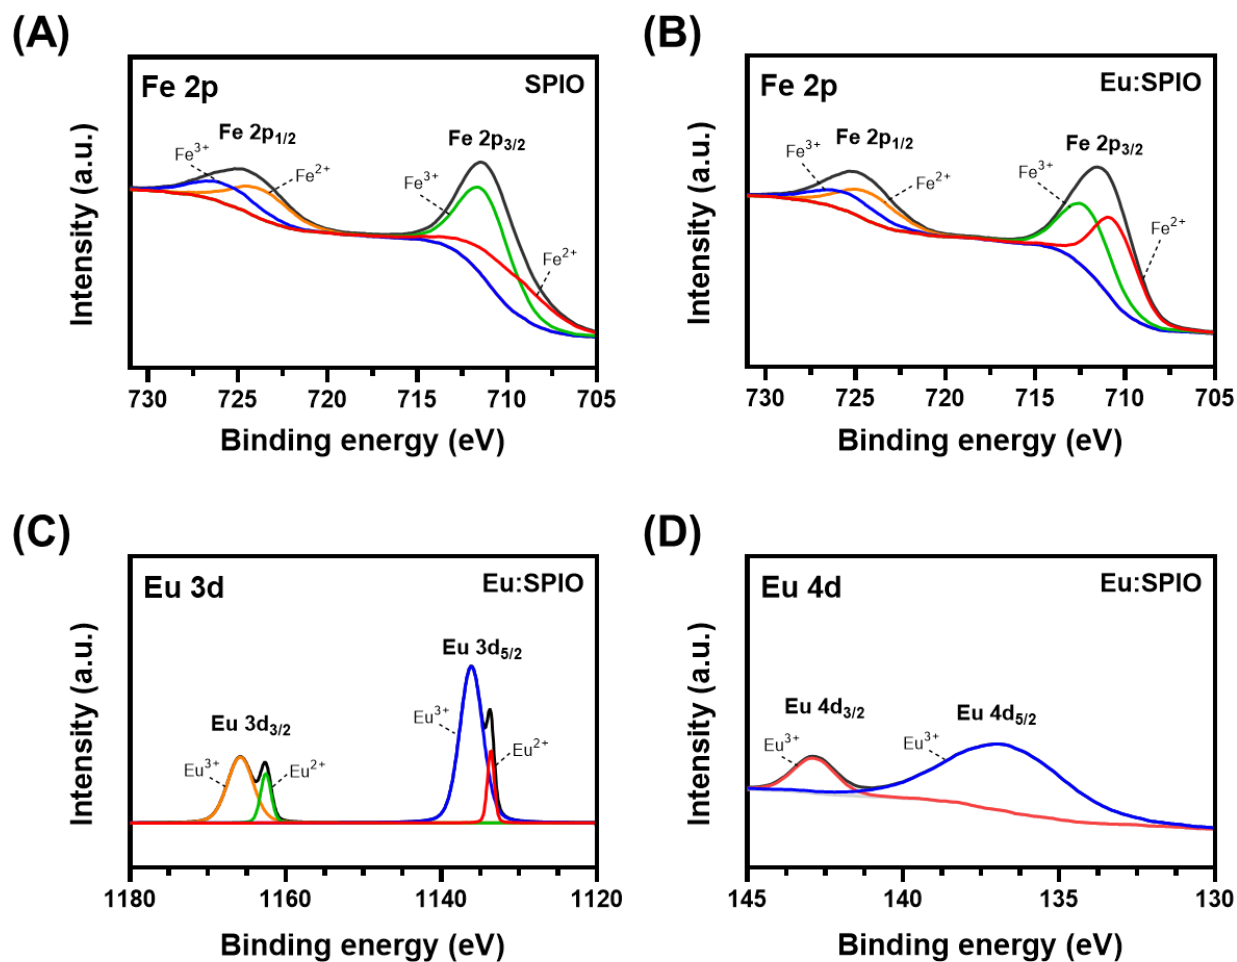 (A)
Fe 2p
SPIO
Fe 2p1/2
Fe3+
Fe2+
Fe 2p3/2
Fe3+
Fe2+
Intensity (a.u.)
730 725 720 715 710 705
Binding energy (eV)
(B)
Fe 2p
Eu:SPIO
Fe 2p1/2
Fe3+
Fe2+
Fe 2p3/2
Fe3+
Fe2+
Intensity (a.u.)
730 725 720 715 710 705
Binding energy (eV)
(C)
Eu 3d
Eu:SPIO
Eu 3d5/2
Eu3+
Eu2+
Eu 3d3/2
Eu3+
Eu2+
Intensity (a.u.)
1180 1160 1140 1120
Binding energy (eV)
(D)
Eu 4d
Eu:SPIO
Eu 4d3/2
Eu3+
Eu 4d5/2
Eu3+
Intensity (a.u.)
145 140 135 130
Binding energy (eV)